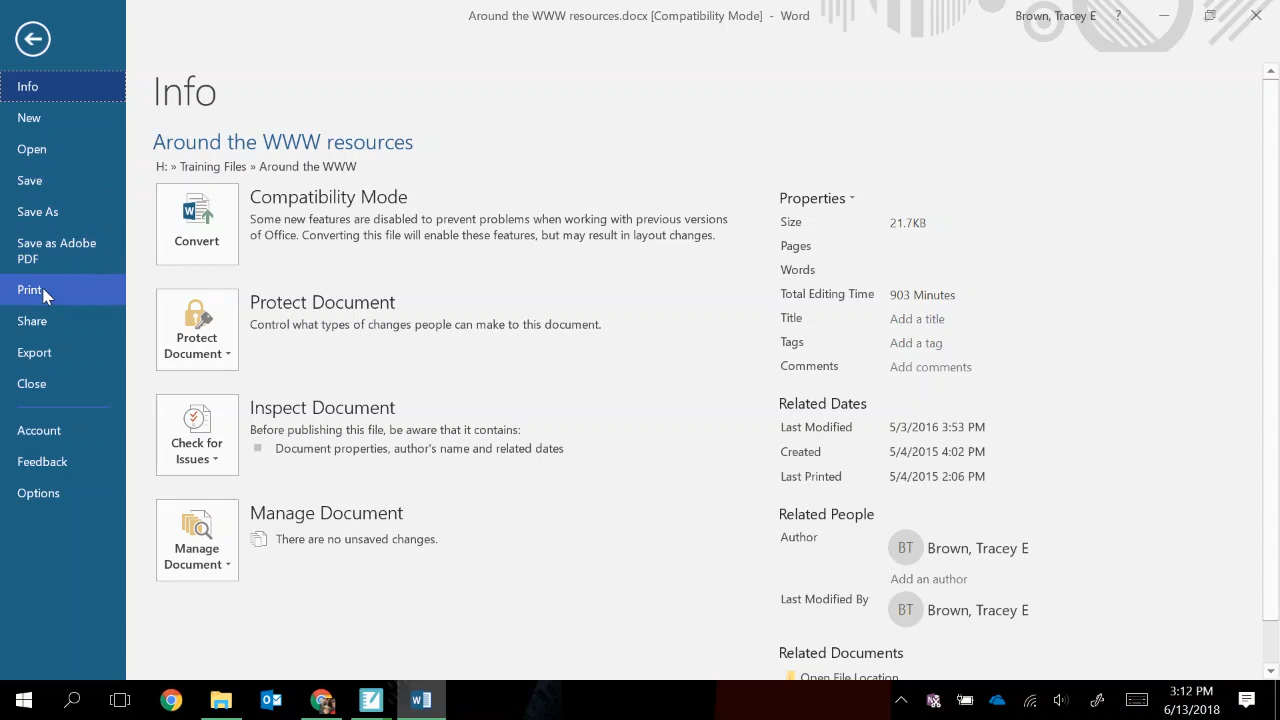 Around the WWW resources.docx [Compatibility Mode] - Word
Brown, Tracey E
?
Info
New
Open
Save
Save As
Save as Adobe
PDF
Print
Share
Export
Close
Account
Feedback
Options
Info
Around the WWW resources
H: » Training Files » Around the WWW
Convert
Compatibility Mode
Some new features are disabled to prevent problems when working with previous versions
of Office. Converting this file will enable these features, but may result in layout changes.
Protect
Document
Protect Document
Control what types of changes people can make to this document.
Check for
Issues
Inspect Document
Before publishing this file, be aware that it contains:
Document properties, author's name and related dates
Manage
Document
Manage Document
There are no unsaved changes.
Properties
Size 21.7KB
Pages
Words
Total Editing Time 903 Minutes
Title Add a title
Tags Add a tag
Comments Add comments
Related Dates
Last Modified 5/3/2016 3:53 PM
Created 5/4/2015 4:02 PM
Last Printed 5/4/2015 2:06 PM
Related People
Author BT Brown, Tracey E
Add an author
Last Modified By BT Brown, Tracey E
Related Documents
Open File Location
3:12 PM
6/13/2018